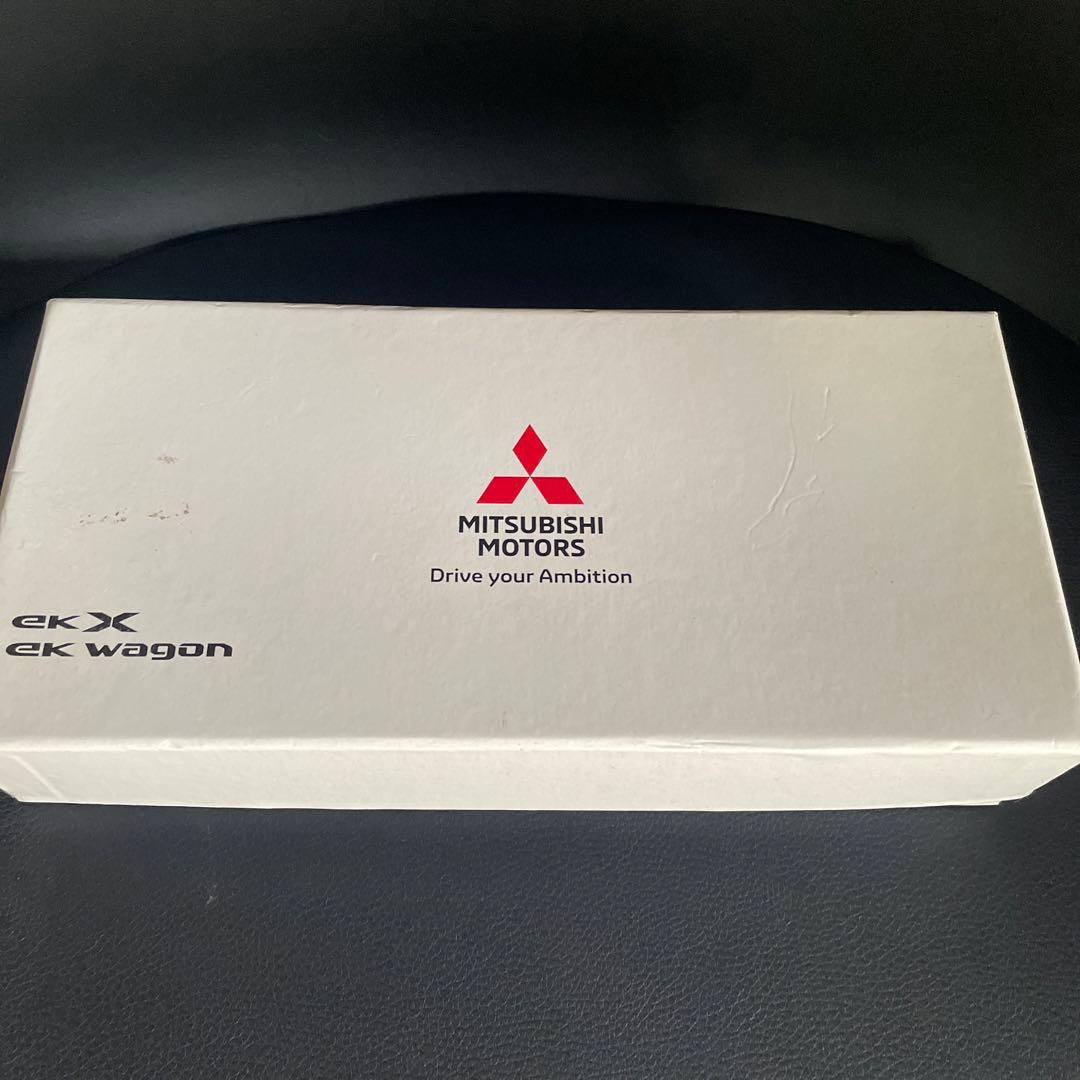 MITSUBISHI
MOTORS
Drive your Ambition
eK X
eK wagon